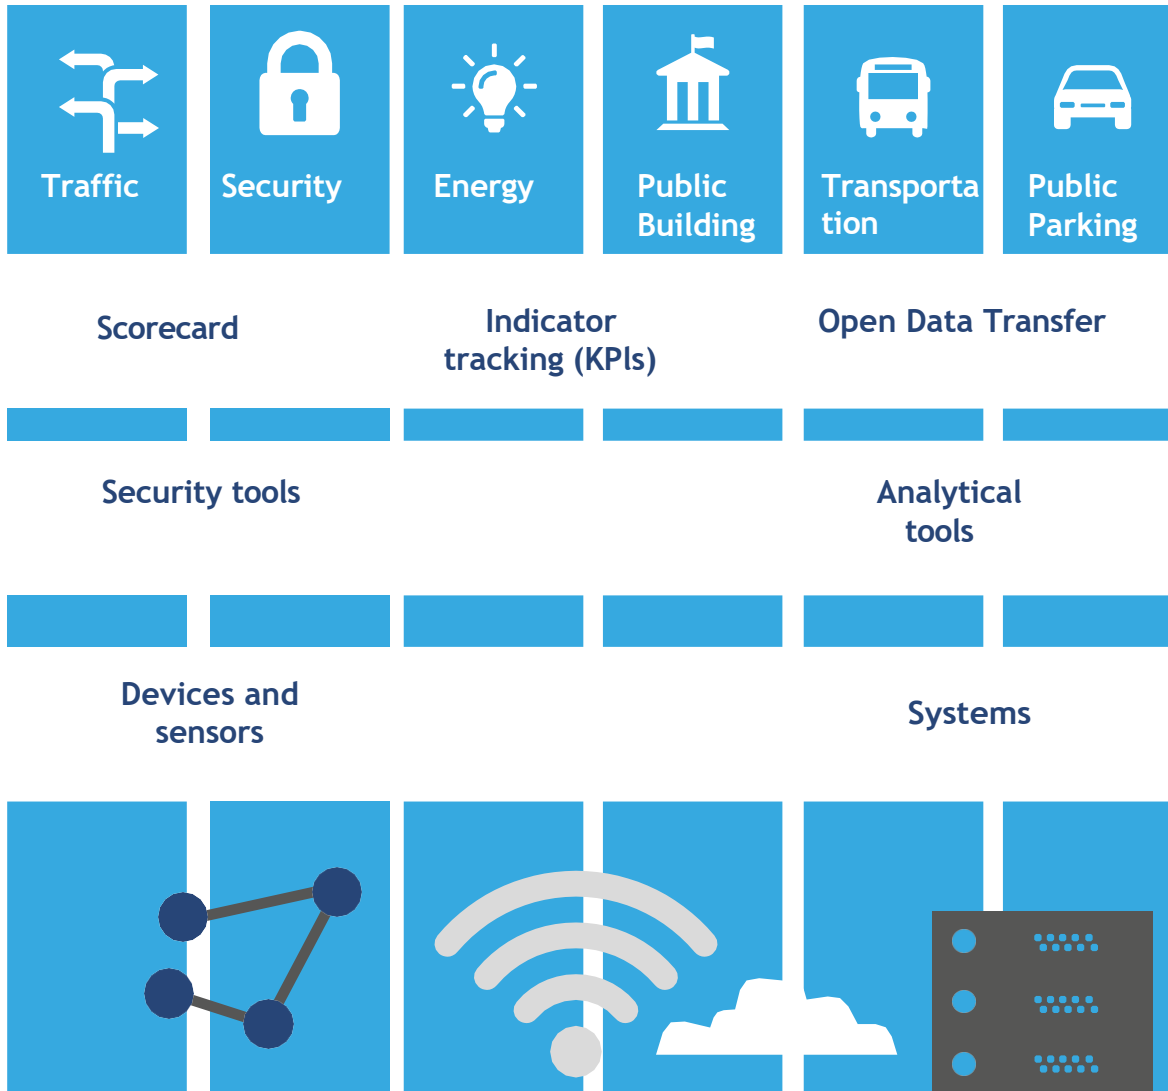 Traffic
Security
Energy
Public
Building
Transporta
tion
Public
Parking
Scorecard
Indicator
tracking (KPls)
Open Data Transfer
Security tools
Analytical
tools
Devices and
sensors
Systems